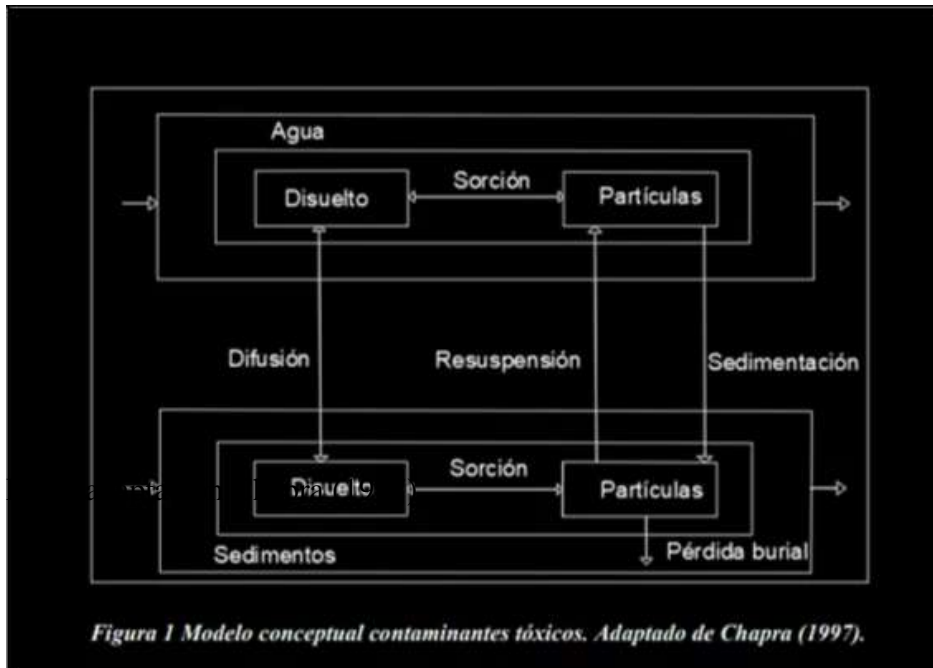 Agua
Disuelto
Sorción
Partículas
Difusión
Resuspensión
Sedimentación
Disuelto
Sorción
Partículas
Sedimentos
Pérdida burial
Figura 1 Modelo conceptual contaminantes tóxicos. Adaptado de Chapra (1997).